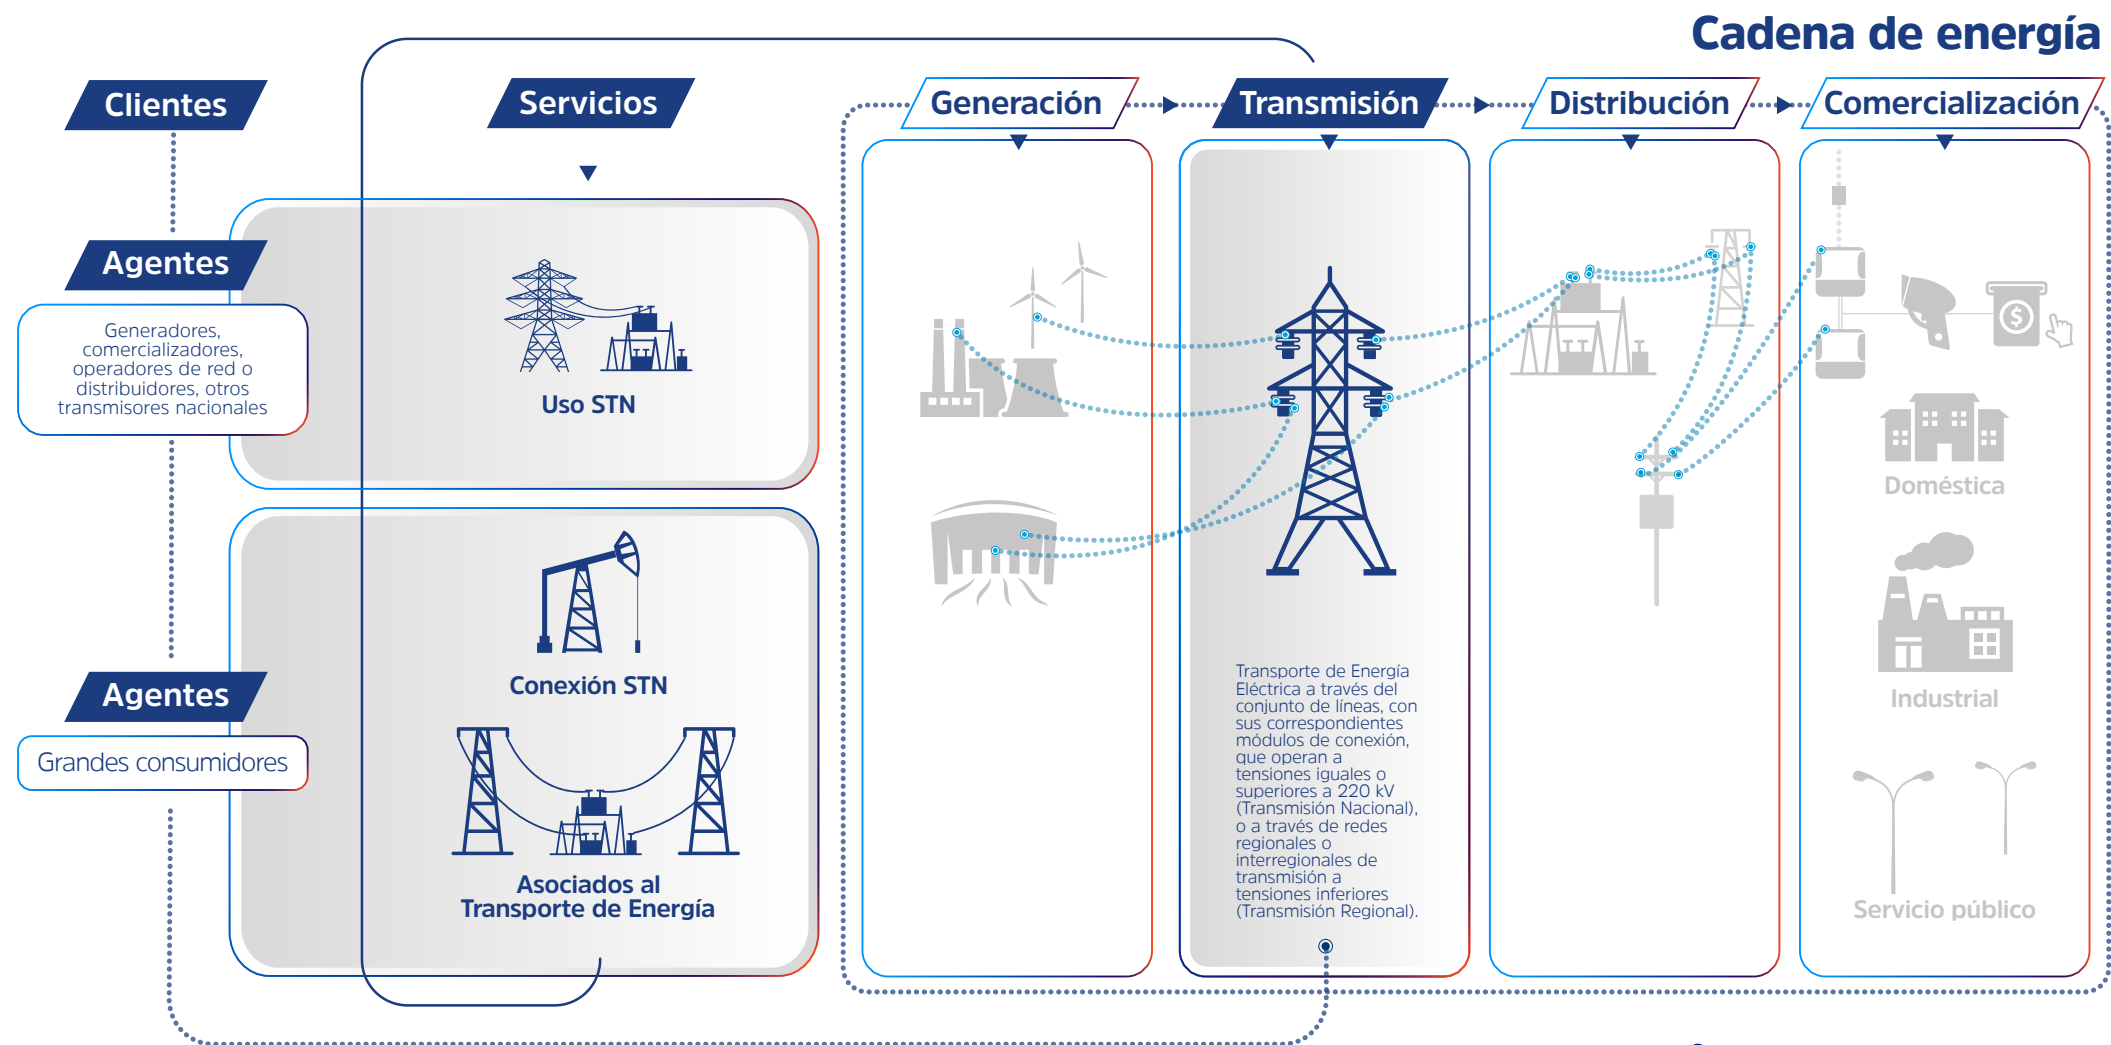 Cadena de energía
Clientes
Servicios
Generación
Transmisión
Distribución
Comercialización
Agentes
Generadores,
comercializadores,
operadores de red o
distribuidores, otros
transmisores nacionales
Uso STN
Agentes
Grandes consumidores
Conexión STN
Asociados al
Transporte de Energía
Transporte de Energía
Eléctrica a través del
conjunto de líneas, con
sus correspondientes
módulos de conexión,
que operan a
tensiones iguales o
superiores a 220 kV
(Transmisión Nacional),
o a través de redes
regionales o
interregionales de
transmisión a
tensiones inferiores
(Transmisión Regional).
$
Doméstica
Industrial
Servicio público